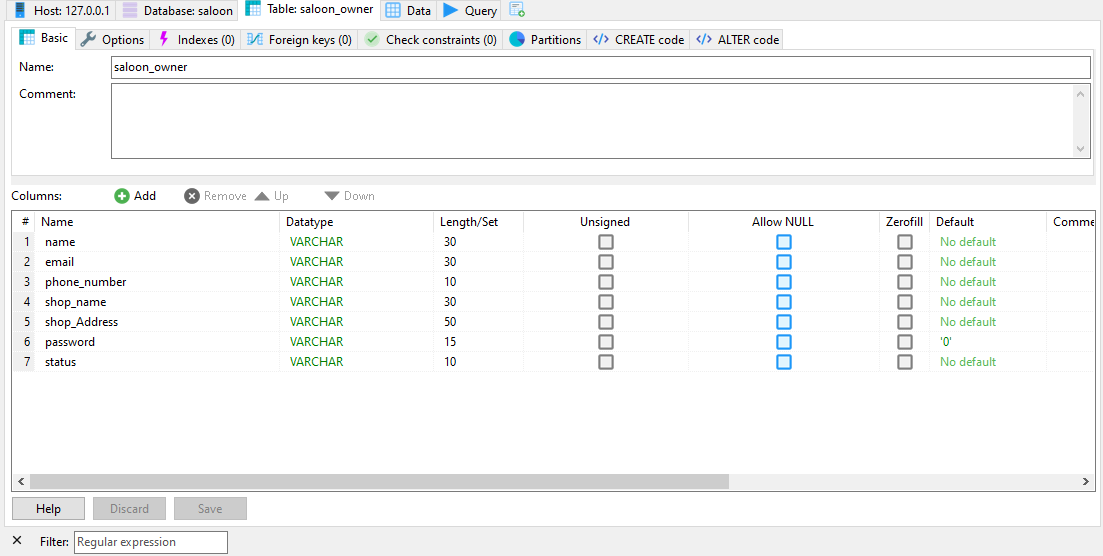 Host: 127.0.0.1 Database: saloon Table: saloon_owner Data Query
Basic Options Indexes (0) Foreign keys (0) Check constraints (0) Partitions </> CREATE code </> ALTER code
Name: saloon_owner
Comment:
Columns: Add Remove Up Down
# Name Datatype Length/Set Unsigned Allow NULL Zerofill Default Comme
1 name VARCHAR 30 No default
2 email VARCHAR 30 No default
3 phone_number VARCHAR 10 No default
4 shop_name VARCHAR 30 No default
5 shop_Address VARCHAR 50 No default
6 password VARCHAR 15 '0'
7 status VARCHAR 10 No default
Help Discard Save
Filter: Regular expression